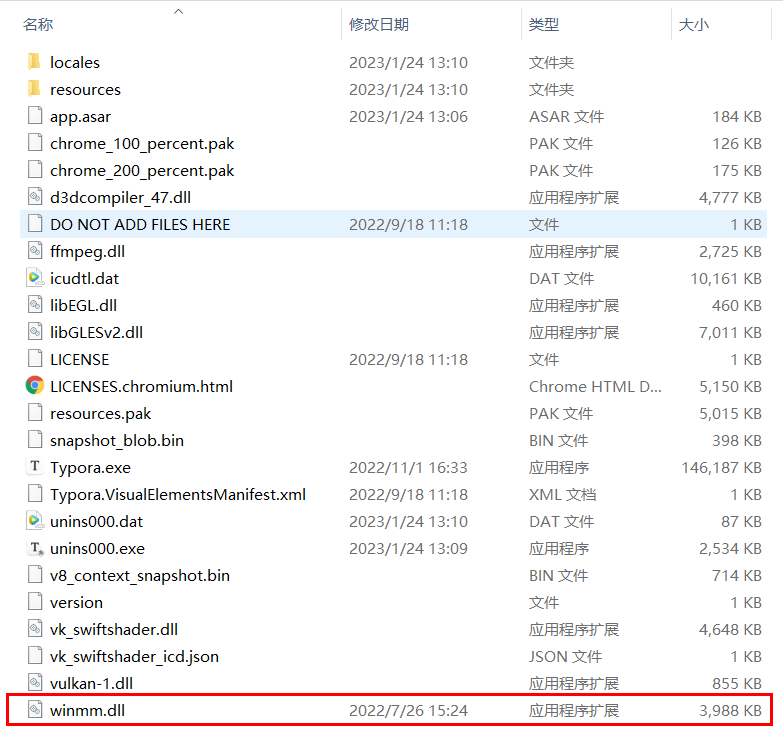 名称 修改日期 类型 大小
locales 2023/1/24 13:10 文件夹
resources 2023/1/24 13:10 文件夹
app.asar 2023/1/24 13:06 ASAR 文件 184 KB
chrome_100_percent.pak PAK 文件 126 KB
chrome_200_percent.pak PAK 文件 175 KB
d3dcompiler_47.dll 应用程序扩展 4,777 KB
DO NOT ADD FILES HERE 2022/9/18 11:18 文件 1 KB
ffmpeg.dll 应用程序扩展 2,725 KB
icudtl.dat DAT 文件 10,161 KB
libEGL.dll 应用程序扩展 460 KB
libGLESv2.dll 应用程序扩展 7,011 KB
LICENSE 2022/9/18 11:18 文件 1 KB
LICENSES.chromium.html Chrome HTML D... 5,150 KB
resources.pak PAK 文件 5,015 KB
snapshot_blob.bin BIN 文件 398 KB
T Typora.exe 2022/11/1 16:33 应用程序 146,187 KB
Typora.VisualElementsManifest.xml 2022/9/18 11:18 XML 文档 1 KB
unins000.dat 2023/1/24 13:10 DAT 文件 87 KB
T unins000.exe 2023/1/24 13:09 应用程序 2,534 KB
v8_context_snapshot.bin BIN 文件 714 KB
version 文件 1 KB
vk_swiftshader.dll 应用程序扩展 4,648 KB
vk_swiftshader_icd.json JSON 文件 1 KB
vulkan-1.dll 应用程序扩展 855 KB
winmm.dll 2022/7/26 15:24 应用程序扩展 3,988 KB